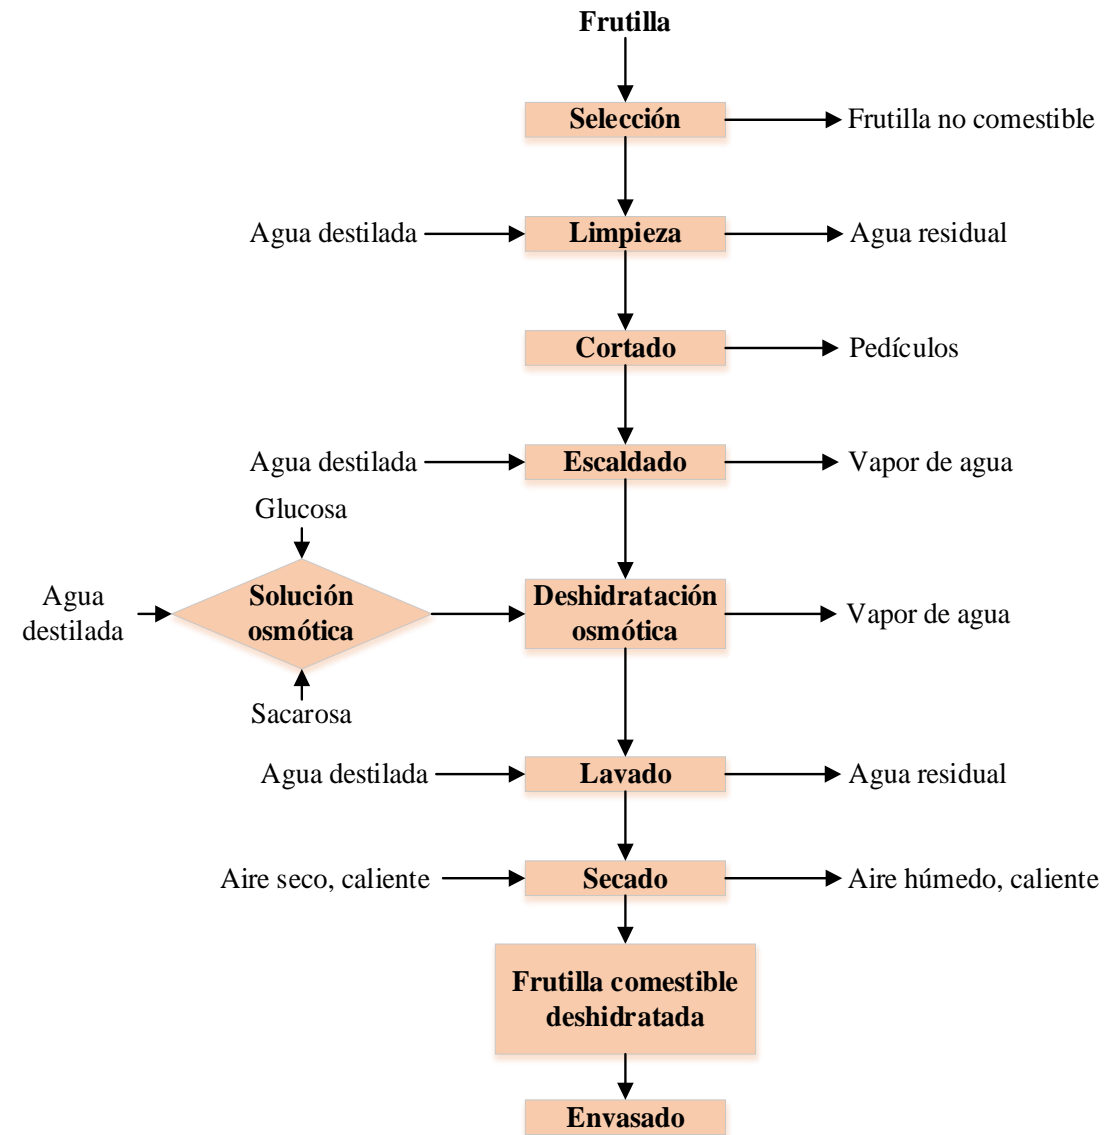 Frutilla
Selección
Frutilla no comestible
Agua destilada
Limpieza
Agua residual
Cortado
Pedículos
Agua destilada
Escaldado
Vapor de agua
Glucosa
Agua
destilada
Solución
osmótica
Sacarosa
Deshidratación
osmótica
Vapor de agua
Agua destilada
Lavado
Agua residual
Aire seco, caliente
Secado
Aire húmedo, caliente
Frutilla comestible
deshidratada
Envasado